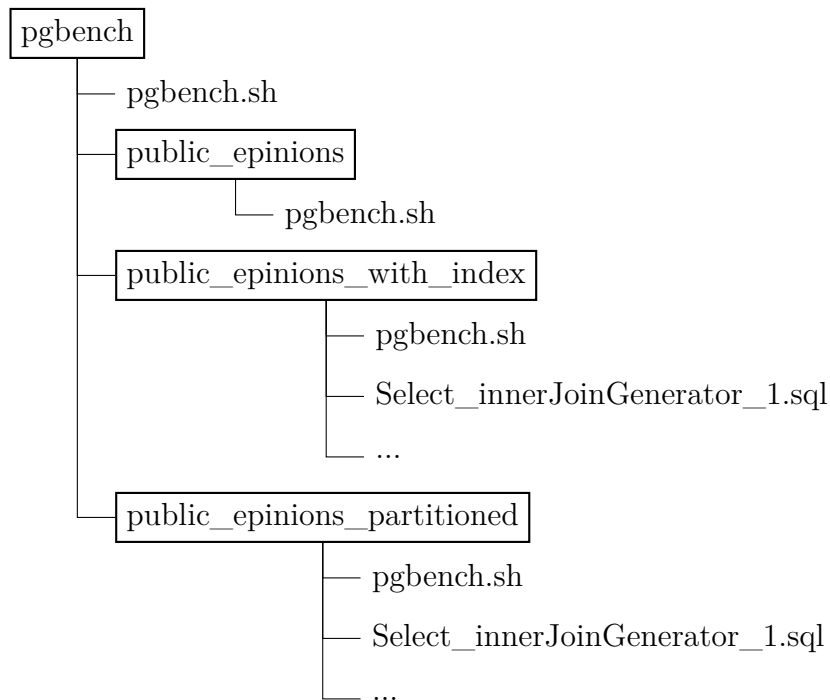 pgbench
pgbench.sh
public_epinions
pgbench.sh
public_epinions_with_index
pgbench.sh
Select_innerJoinGenerator_1.sql
...
public_epinions_partitioned
pgbench.sh
Select_innerJoinGenerator_1.sql
...